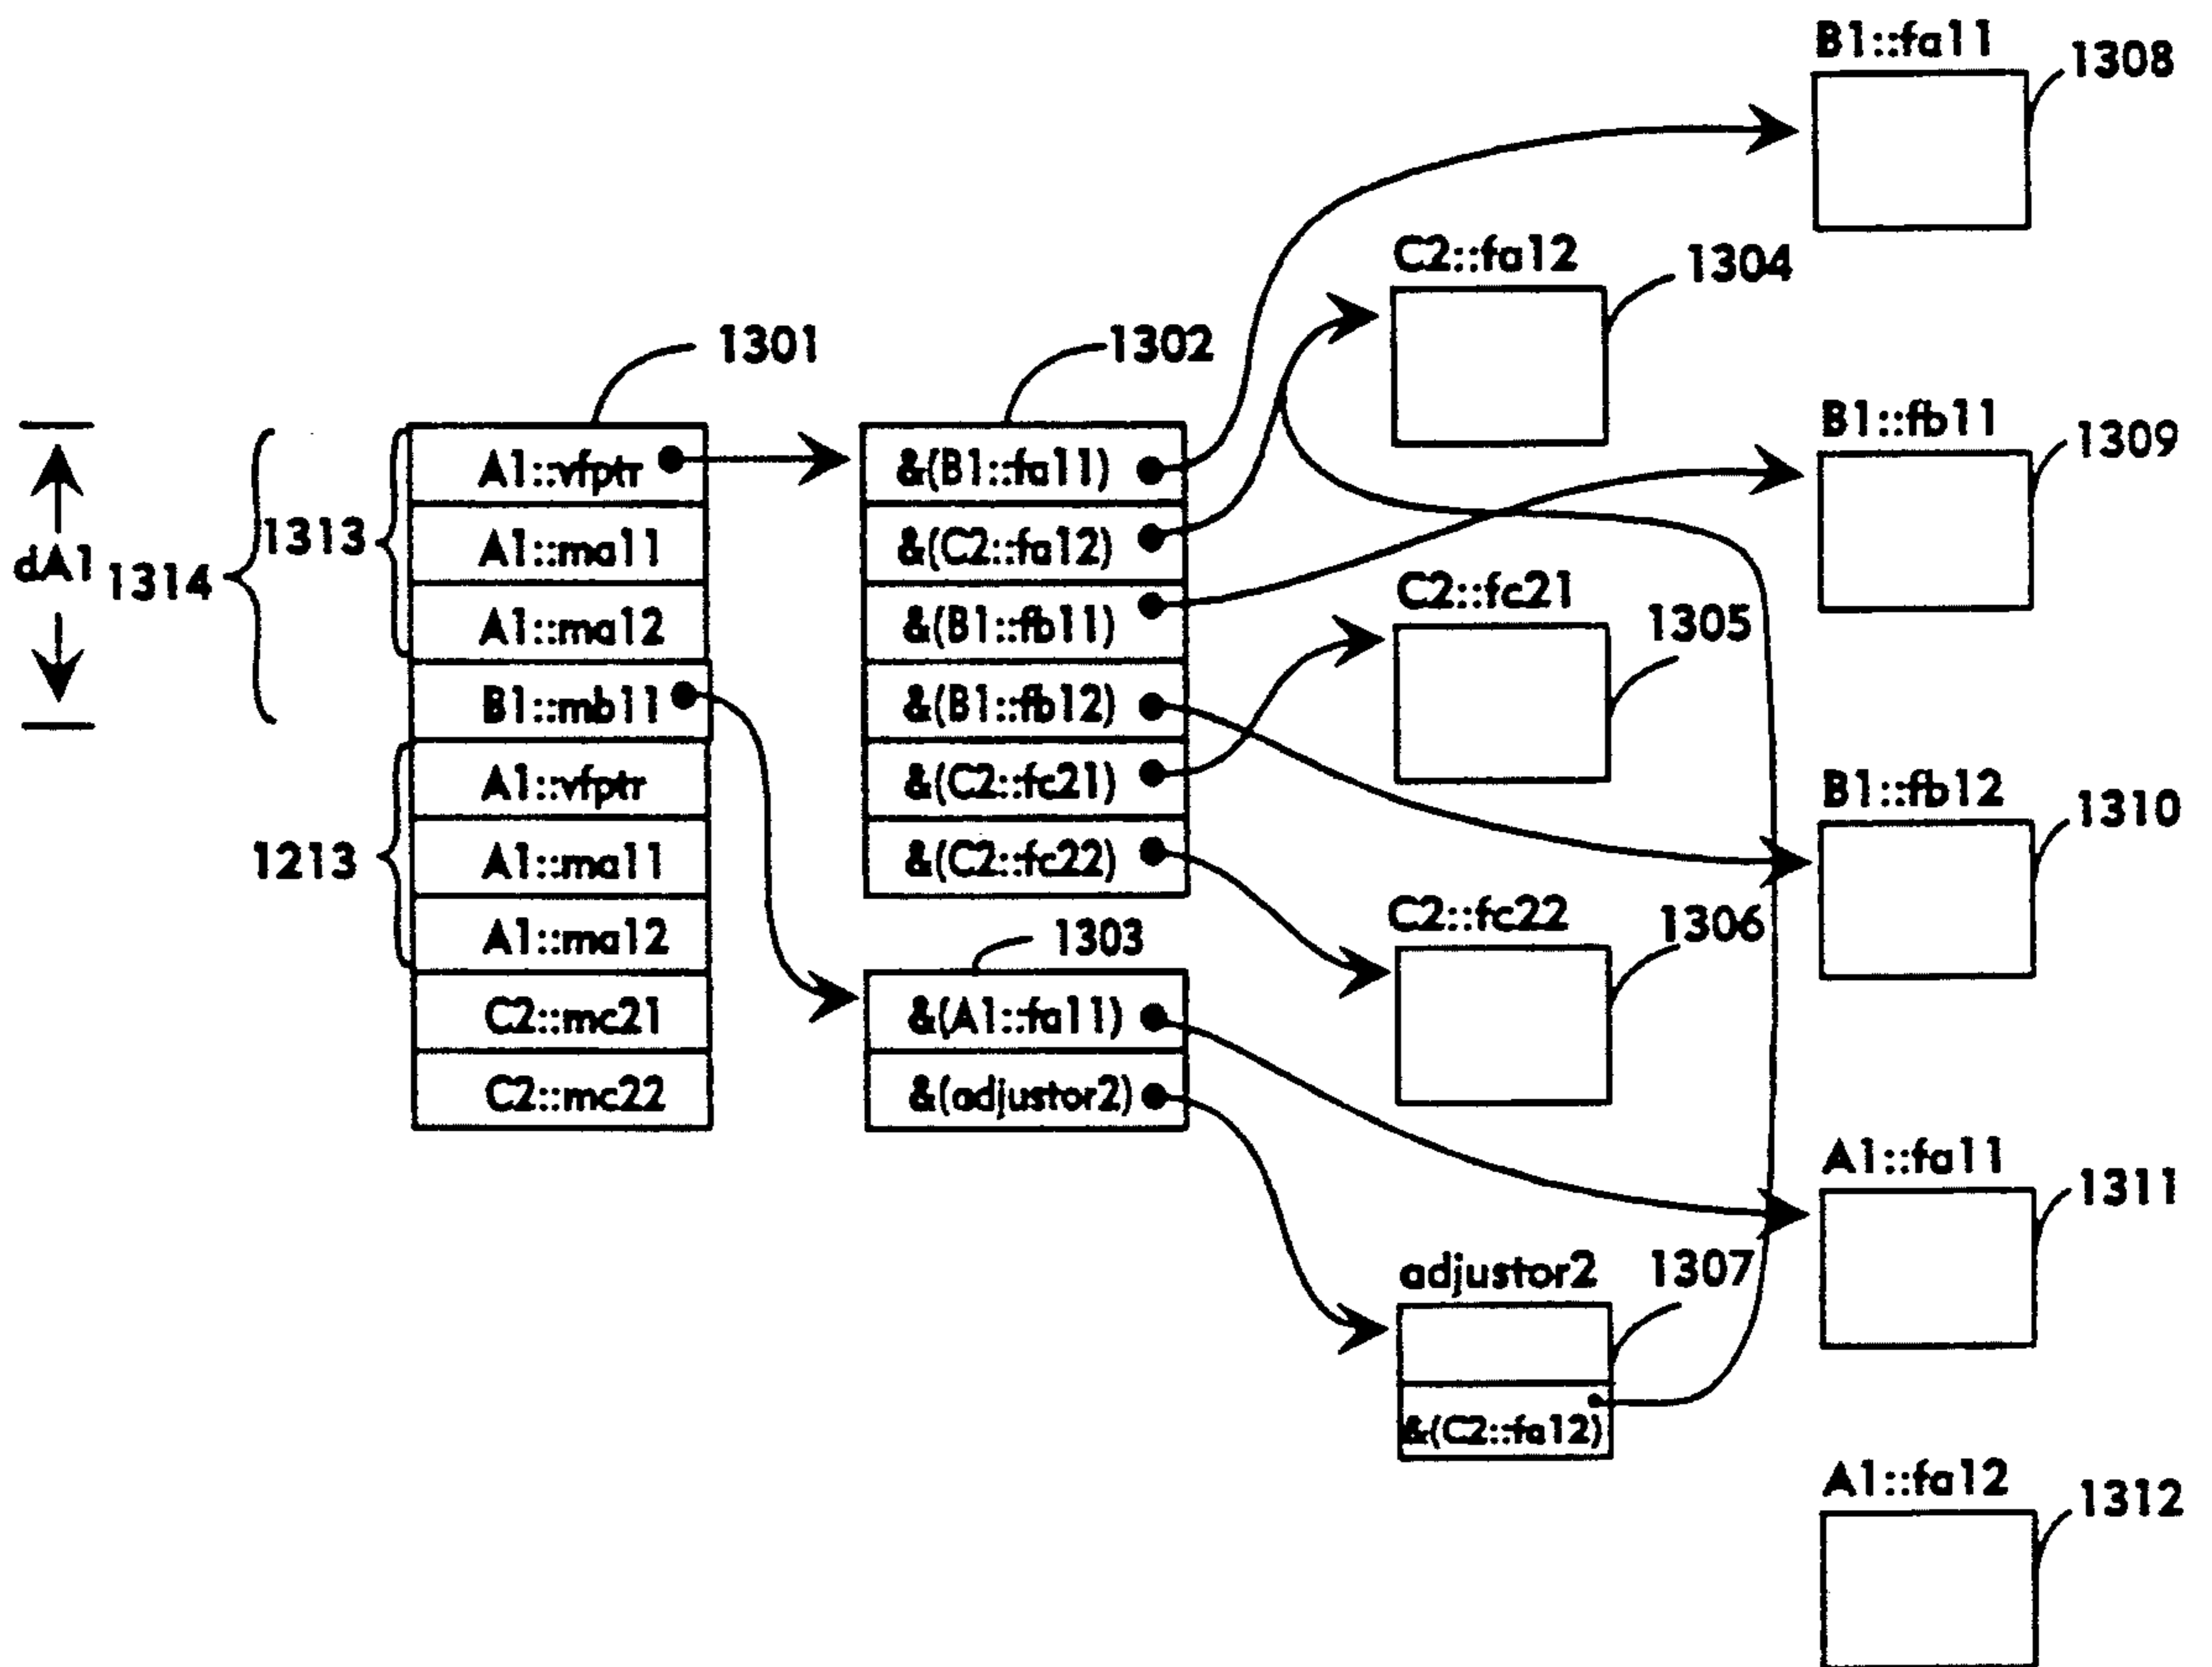 B1::fa11
1308
C2::fa12
1304
1301
1302
B1::fb11
1309
dA1
1314
1313
A1::vfptr
A1::ma11
A1::ma12
B1::mb11
1213
A1::vfptr
A1::ma11
A1::ma12
C2::mc21
C2::mc22
&(B1::fa11)
&(C2::fa12)
&(B1::fb11)
&(B1::fb12)
&(C2::fc21)
&(C2::fc22)
1303
&(A1::fa11)
&(adjustor2)
C2::fc21
1305
B1::fb12
1310
C2::fc22
1306
A1::fa11
1311
adjustor2
1307
&(C2::fa12)
A1::fa12
1312